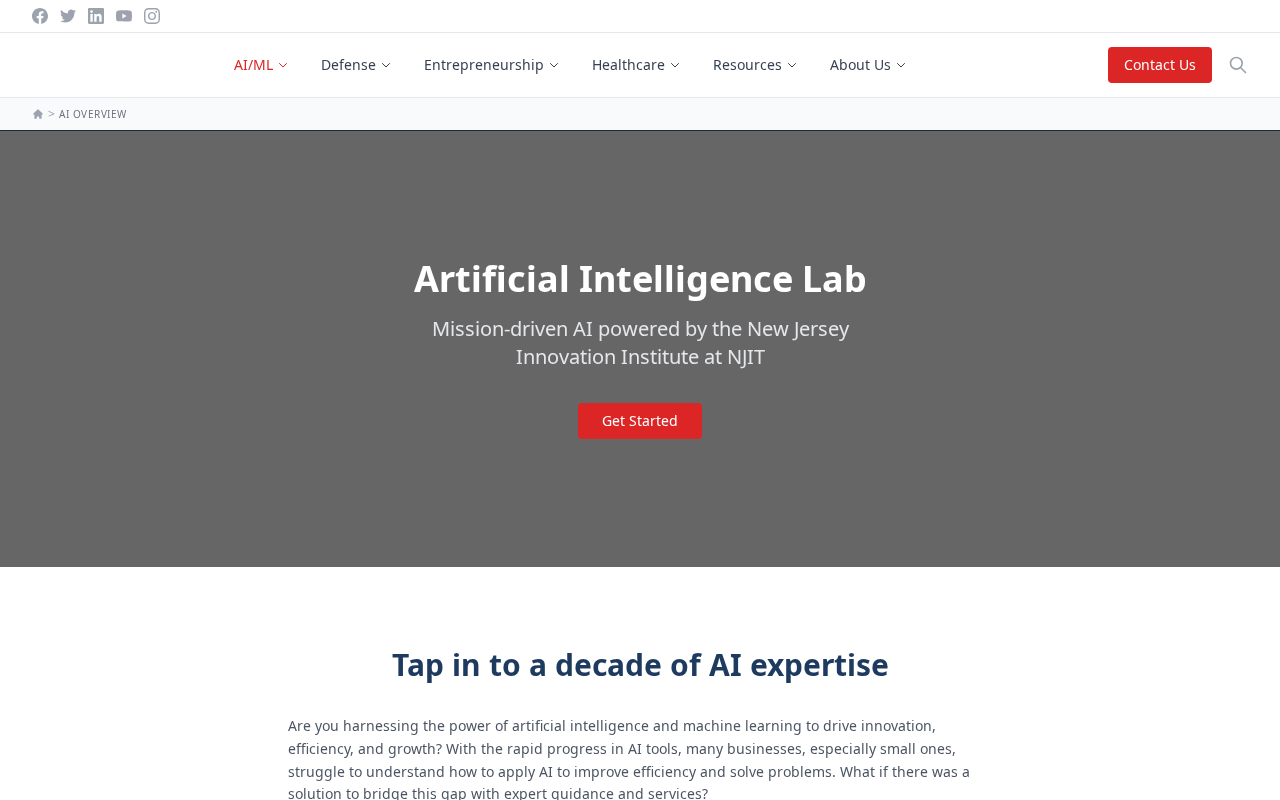 AI/ML
Defense
Entrepreneurship
Healthcare
Resources
About Us
Contact Us
> AI OVERVIEW
Artificial Intelligence Lab
Mission-driven AI powered by the New Jersey
Innovation Institute at NJIT
Get Started
Tap in to a decade of AI expertise
Are you harnessing the power of artificial intelligence and machine learning to drive innovation,
efficiency, and growth? With the rapid progress in AI tools, many businesses, especially small ones,
struggle to understand how to apply AI to improve efficiency and solve problems. What if there was a
solution to bridge this gap with expert guidance and services?